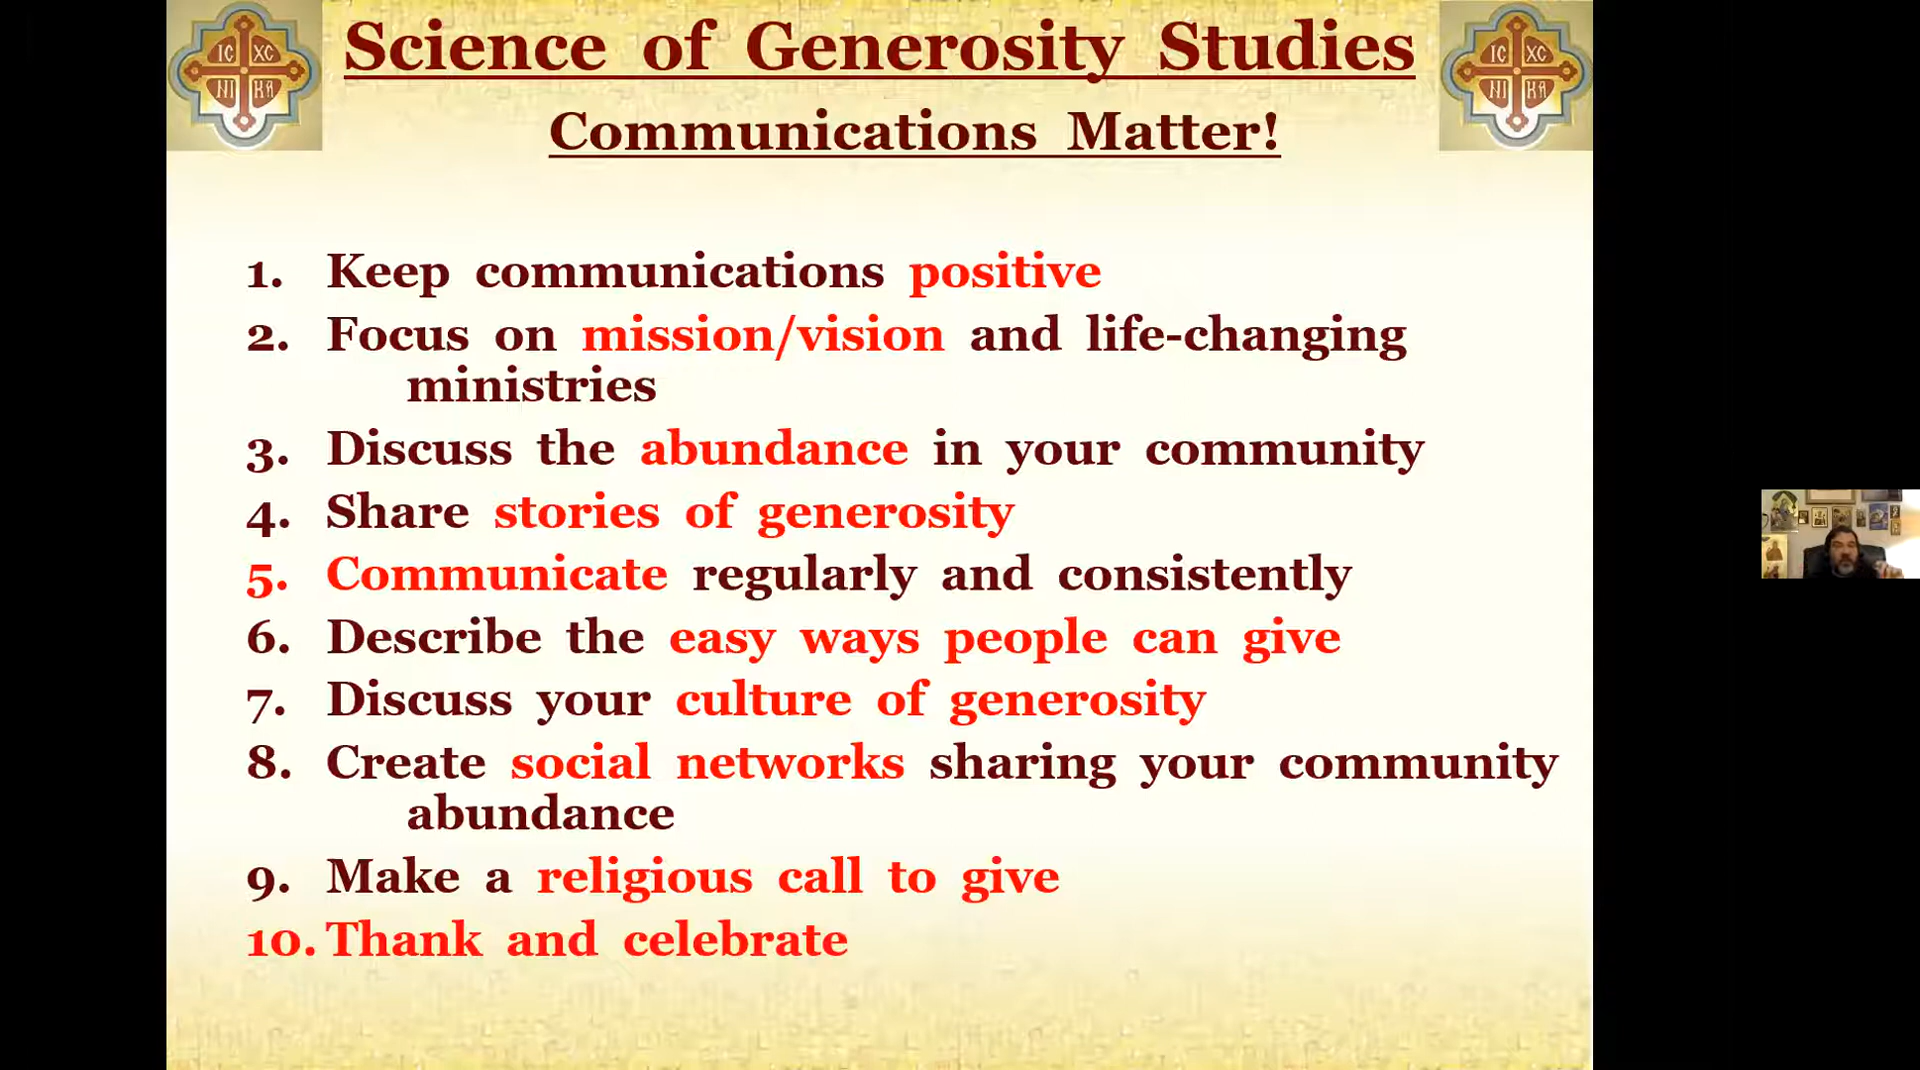 IC XC
NI KA
Science of Generosity Studies
IC XC
NI KA
Communications Matter!
1. Keep communications positive
2. Focus on mission/vision and life-changing
ministries
3. Discuss the abundance in your community
4. Share stories of generosity
5. Communicate regularly and consistently
6. Describe the easy ways people can give
7. Discuss your culture of generosity
8. Create social networks sharing your community
abundance
9. Make a religious call to give
10. Thank and celebrate